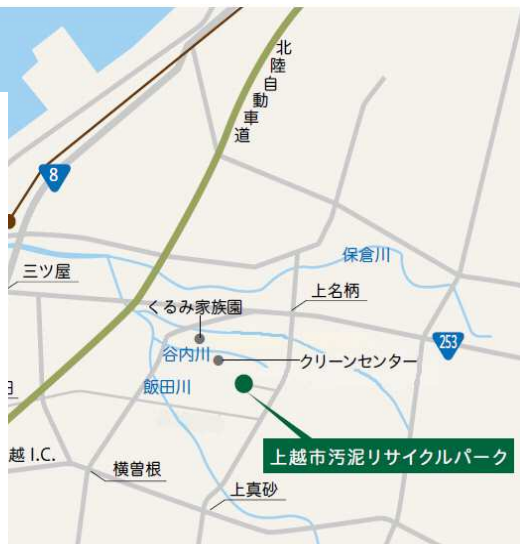 北陸自動車道
8
保倉川
三ツ屋
上名柄
くるみ家族園
253
谷内川
クリーンセンター
飯田川
越 I.C.
上越市汚泥リサイクルパーク
横曽根
上真砂